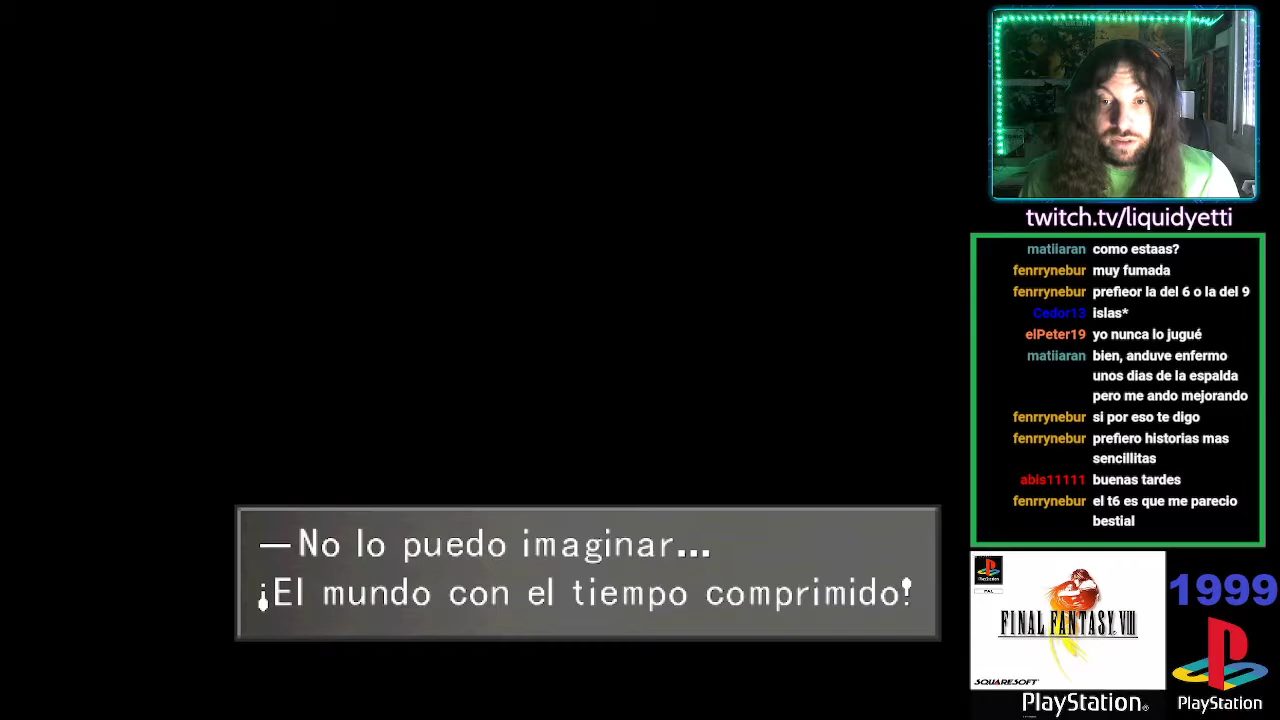 twitch.tv/liquidyetti
matiiaran como estaas?
fenrrynebur muy fumada
fenrrynebur prefieor la del 6 o la del 9
Cedor13 islas*
elPeter19 yo nunca lo jugué
matiiaran bien, anduve enfermo
unos dias de la espalda
pero me ando mejorando
fenrrynebur si por eso te digo
fenrrynebur prefiero historias mas
sencillitas
abis11111 buenas tardes
fenrrynebur el t6 es que me parecio
bestial
—No lo puedo imaginar...
¡El mundo con el tiempo comprimido!
PlayStation
PAL
FINAL FANTASY VIII
SQUARESOFT
PlayStation
1999
PlayStation